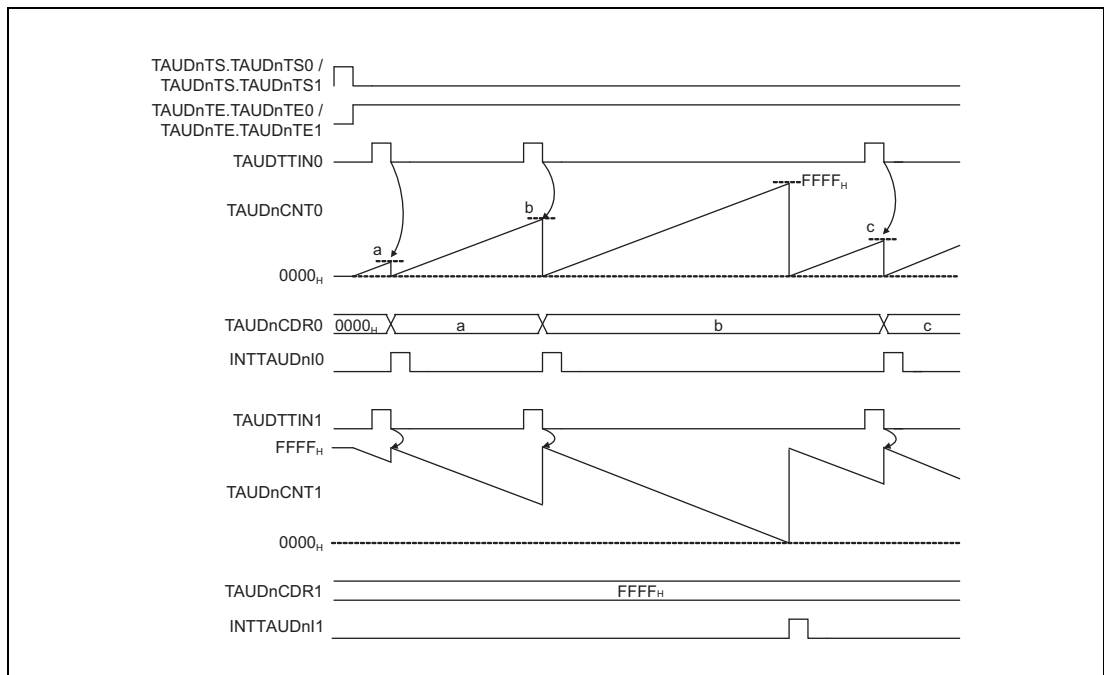 TAUDnTS.TAUDnTS0 /
TAUDnTS.TAUDnTS1
TAUDnTE.TAUDnTE0 /
TAUDnTE.TAUDnTE1
TAUDTTIN0
FFFFH
TAUDnCNT0
b
c
a
0000H
TAUDnCDR0 0000H a b c
INTTAUDnI0
TAUDTTIN1
FFFFH
TAUDnCNT1
0000H
TAUDnCDR1 FFFFH
INTTAUDnI1